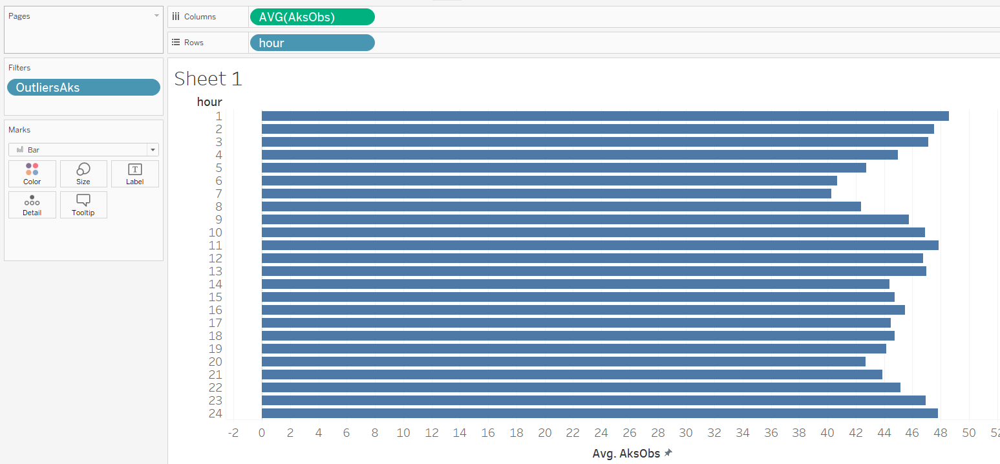 Pages
Columns
AVG(AksObs)
Rows
hour
Filters
OutliersAks
Marks
Bar
Color
Size
Label
Detail
Tooltip
Sheet 1
hour
1
2
3
4
5
6
7
8
9
10
11
12
13
14
15
16
17
18
19
20
21
22
23
24
-2 0 2 4 6 8 10 12 14 16 18 20 22 24 26 28 30 32 34 36 38 40 42 44 46 48 50
Avg. AksObs